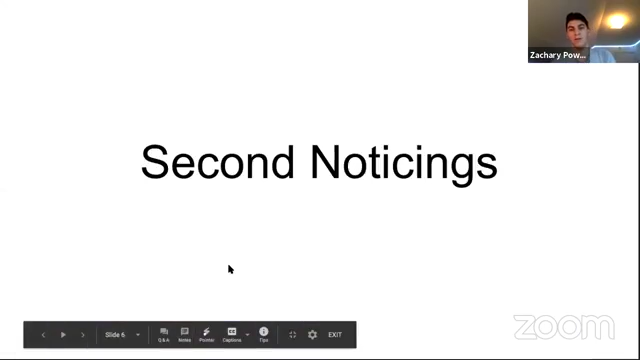 Zachary Pow...
Second Noticings
Slide 6
Q & A
Notes
Pointer
Captions
Tips
EXIT
zoom